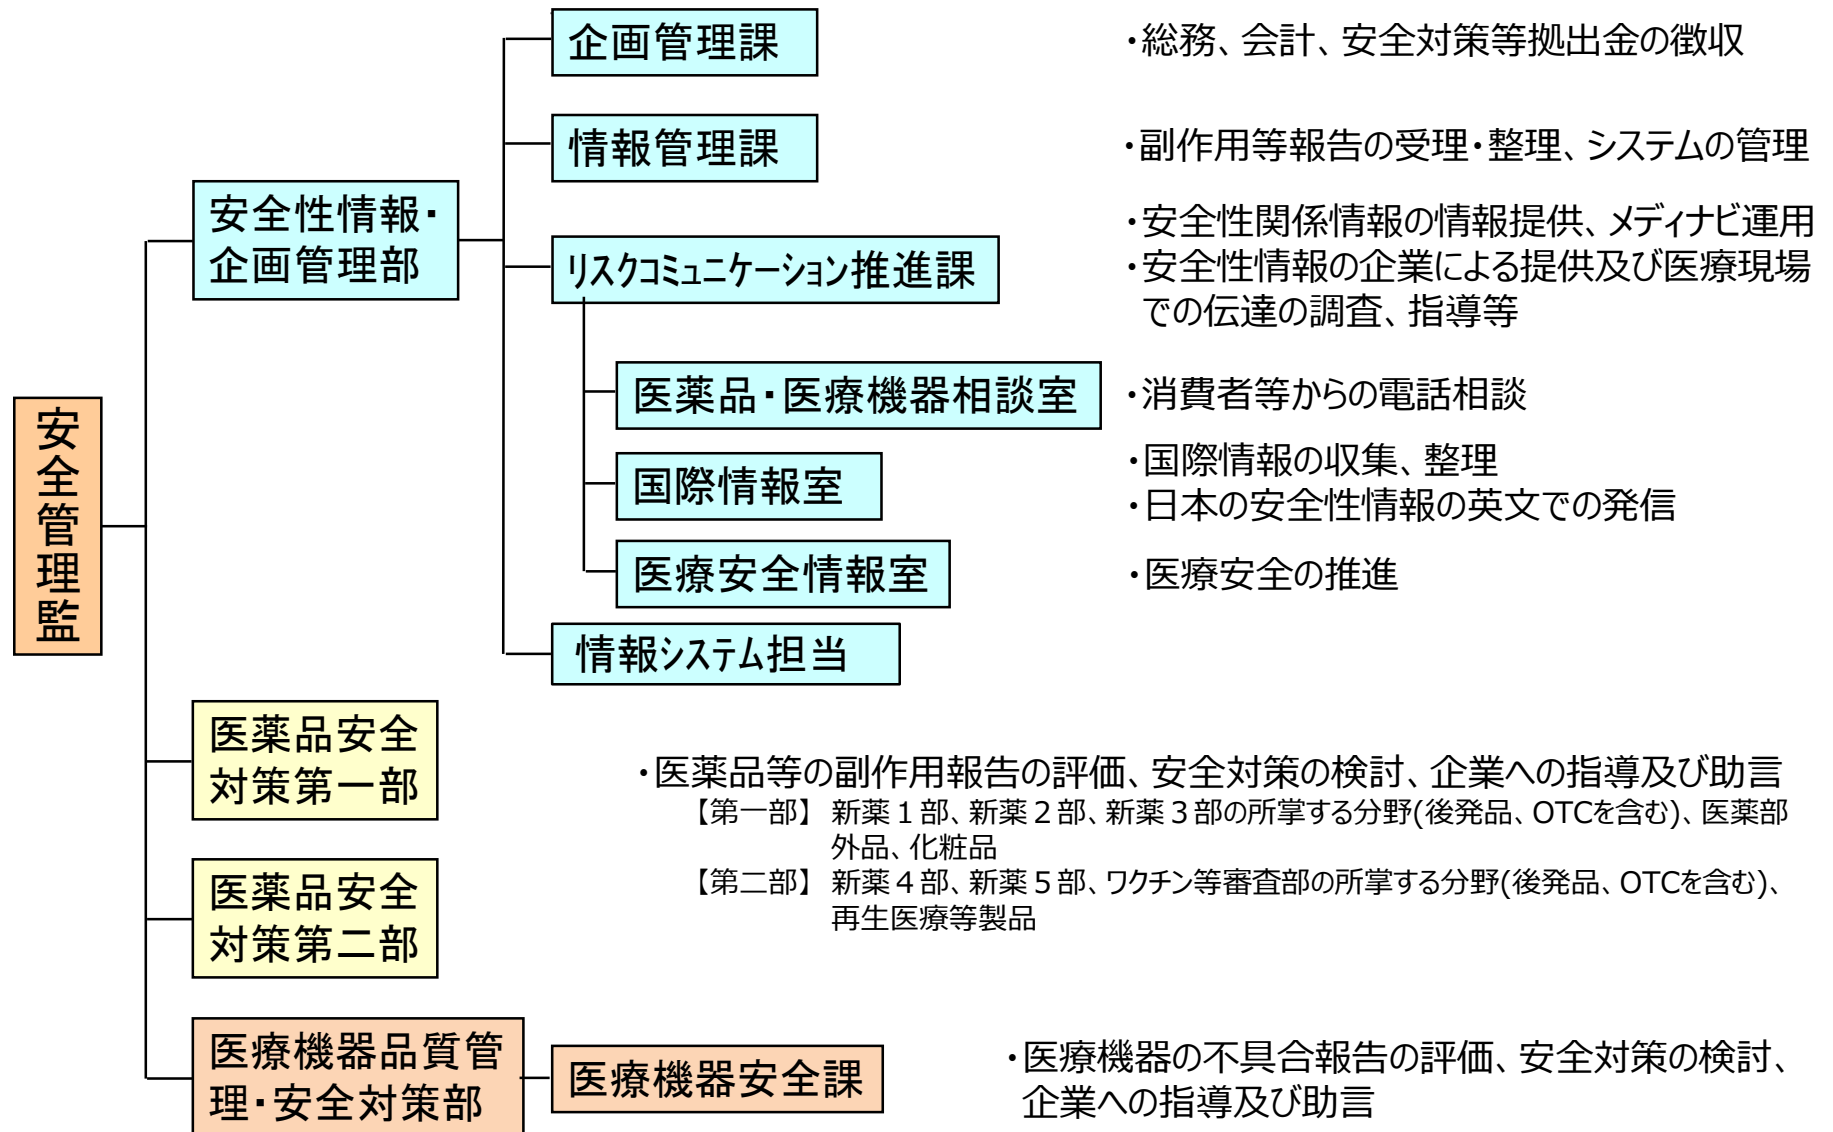 企画管理課
・総務、会計、安全対策等拠出金の徴収
情報管理課
・副作用等報告の受理・整理、システムの管理
安全性情報・
企画管理部
リスクコミュニケーション推進課
・安全性関係情報の情報提供、メディナビ運用
・安全性情報の企業による提供及び医療現場
での伝達の調査、指導等
医薬品・医療機器相談室
・消費者等からの電話相談
安全管理監
国際情報室
・国際情報の収集、整理
・日本の安全性情報の英文での発信
医療安全情報室
・医療安全の推進
情報システム担当
医薬品安全
対策第一部
・医薬品等の副作用報告の評価、安全対策の検討、企業への指導及び助言
【第一部】 新薬１部、新薬２部、新薬３部の所掌する分野(後発品、OTCを含む)、医薬部
外品、化粧品
【第二部】 新薬４部、新薬５部、ワクチン等審査部の所掌する分野(後発品、OTCを含む)、
再生医療等製品
医薬品安全
対策第二部
医療機器品質管
理・安全対策部
医療機器安全課
・医療機器の不具合報告の評価、安全対策の検討、
企業への指導及び助言